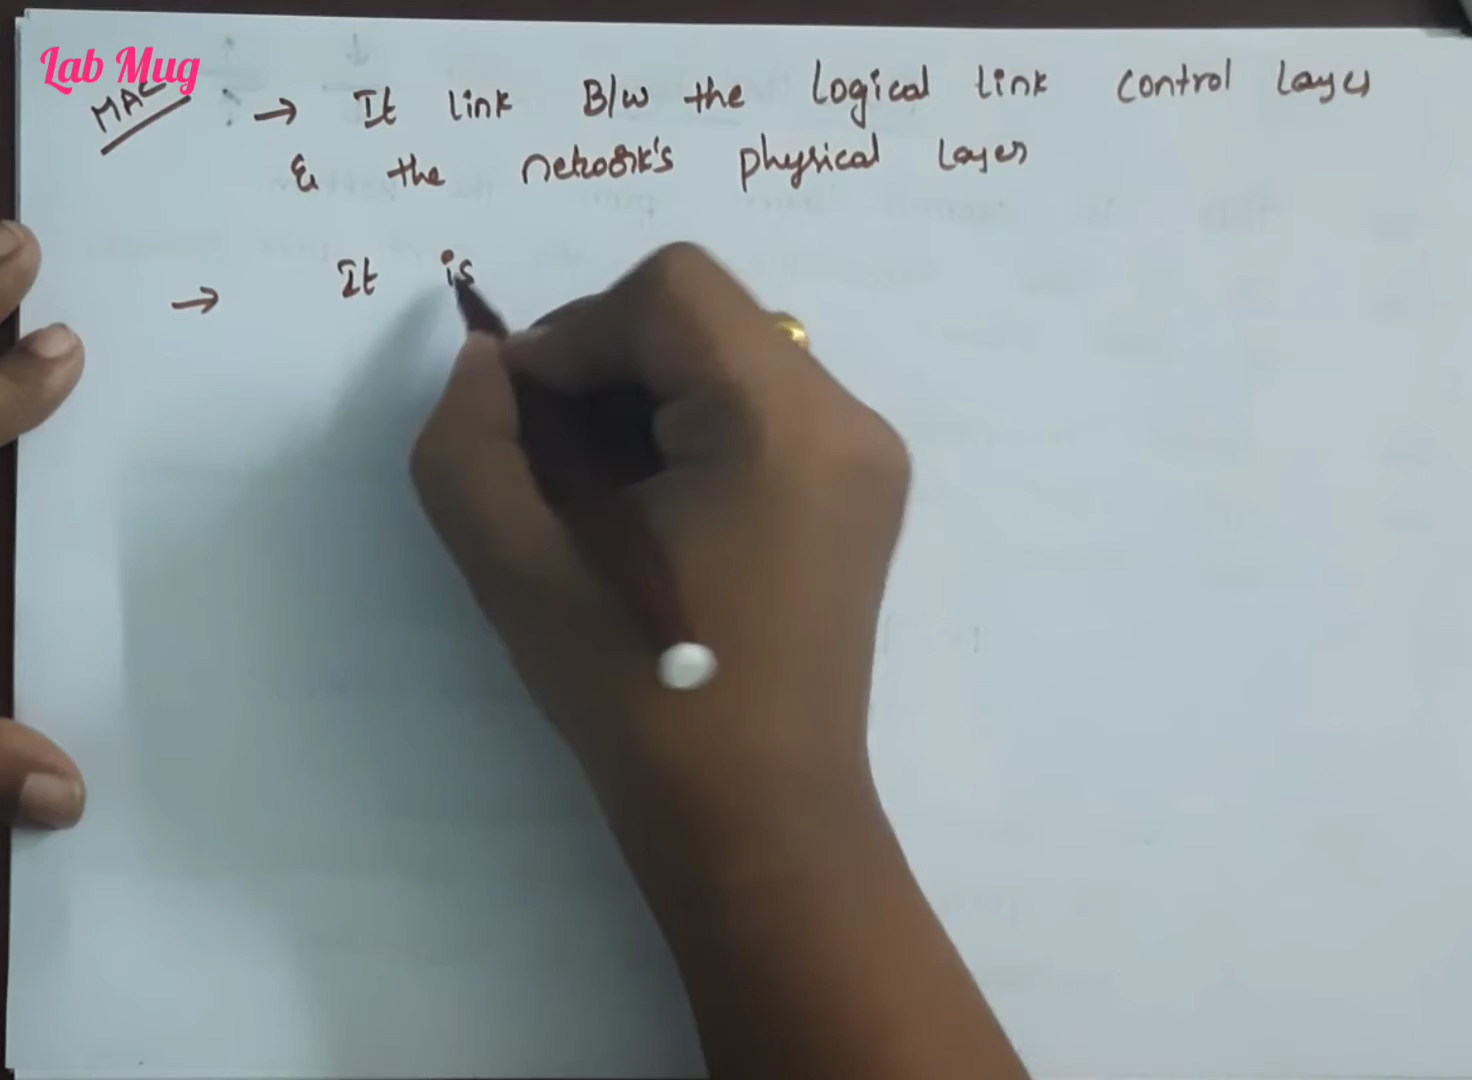 Lab Mug
MAC : → It link B/w the Logical link control layer
& the network's physical layer
→ It is